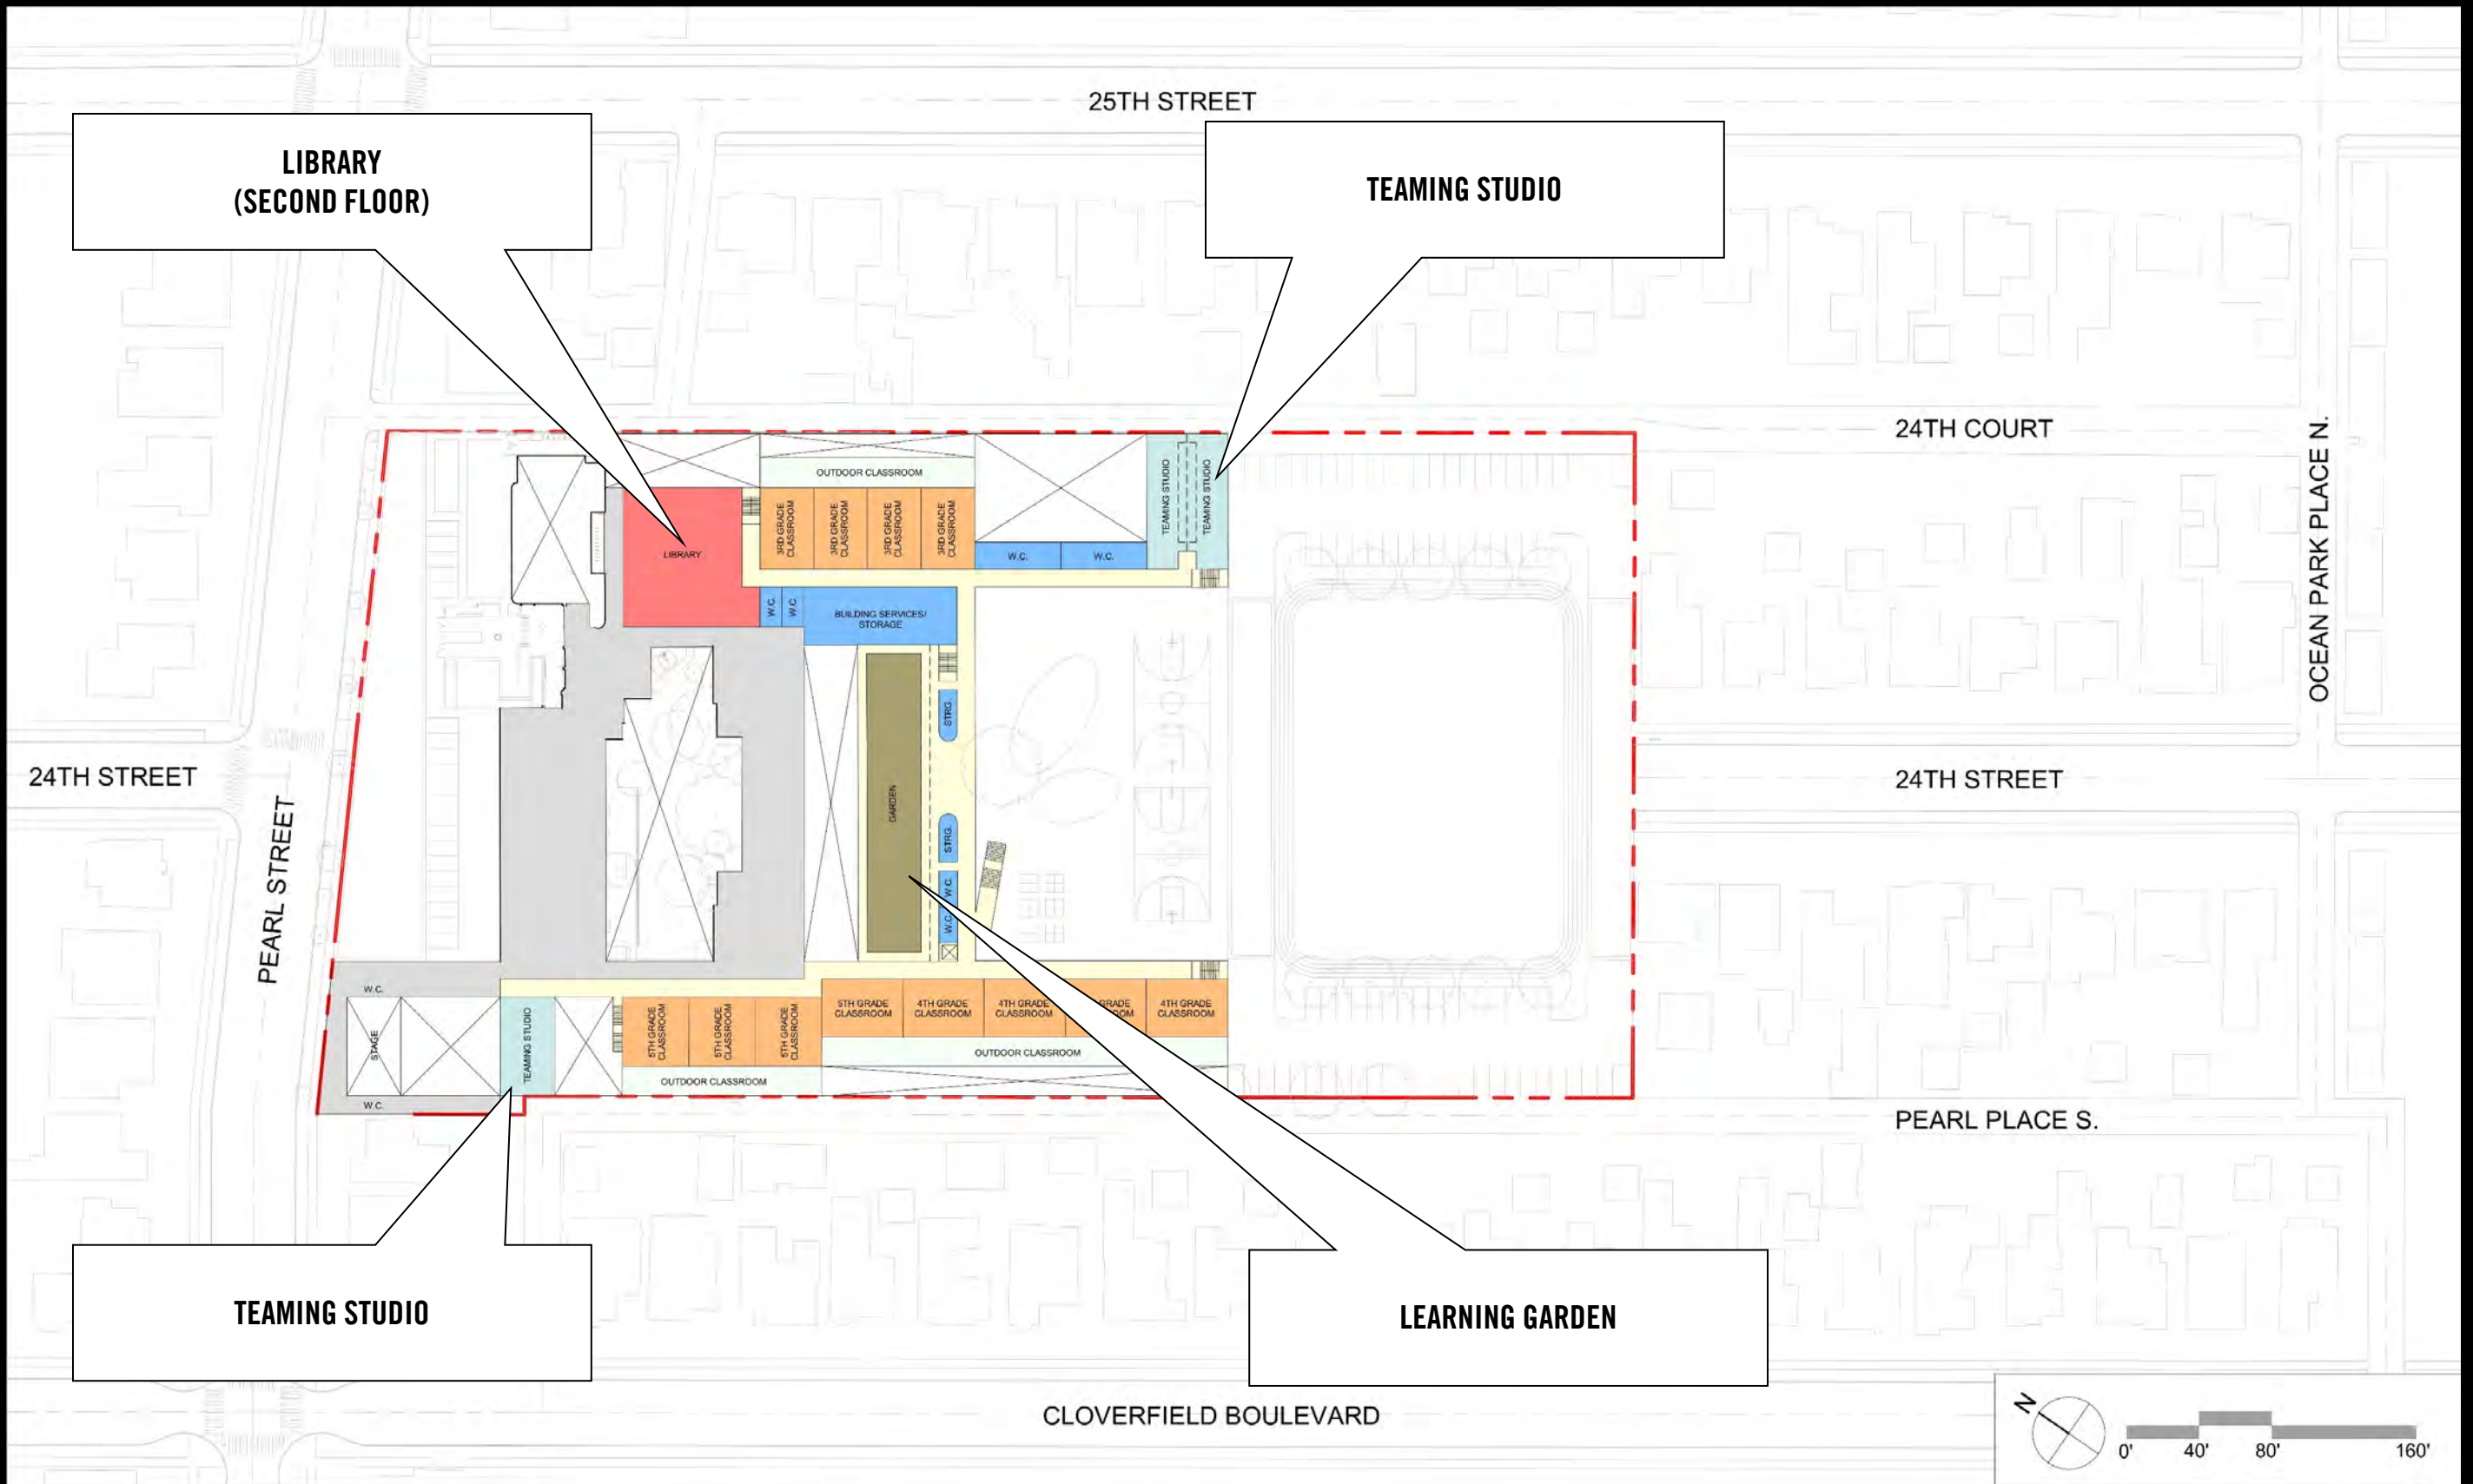 25TH STREET
LIBRARY
(SECOND FLOOR)
TEAMING STUDIO
24TH COURT
OCEAN PARK PLACE N.
OUTDOOR CLASSROOM
TEAMING STUDIO
TEAMING STUDIO
3RD GRADE
CLASSROOM
3RD GRADE
CLASSROOM
3RD GRADE
CLASSROOM
3RD GRADE
CLASSROOM
LIBRARY
W.C.
W.C.
W.C.
W.C
BUILDING SERVICES/
STORAGE
STRG.
24TH STREET
24TH STREET
GARDEN
STRG.
PEARL STREET
W.C.
W.C.
W.C.
STAGE
TEAMING STUDIO
5TH GRADE
CLASSROOM
5TH GRADE
CLASSROOM
5TH GRADE
CLASSROOM
5TH GRADE
CLASSROOM
4TH GRADE
CLASSROOM
4TH GRADE
CLASSROOM
GRADE
4TH GRADE
CLASSROOM
OUTDOOR CLASSROOM
OUTDOOR CLASSROOM
W.C.
PEARL PLACE S.
TEAMING STUDIO
LEARNING GARDEN
CLOVERFIELD BOULEVARD
N
0' 40' 80' 160'